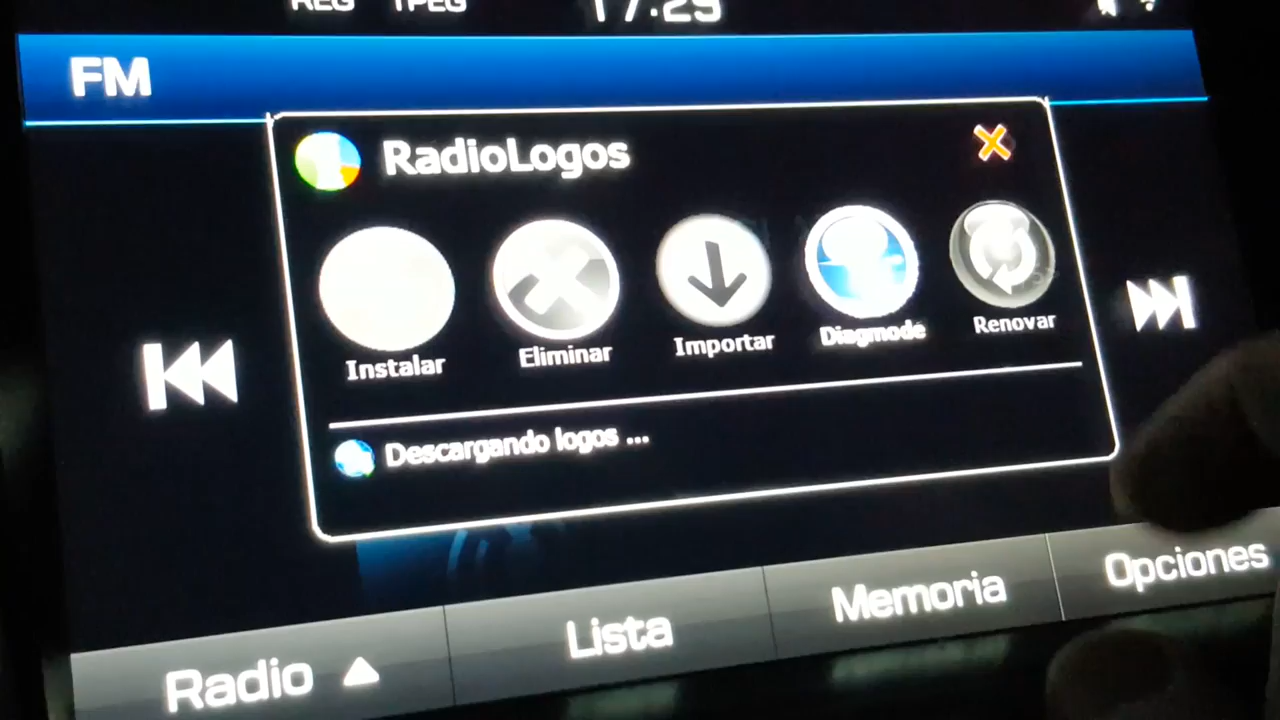 REG TPEG 17:29
FM
RadioLogos
Instalar Eliminar Importar Diagmode Renovar
Descargando logos ...
Radio ▲ Lista Memoria Opciones